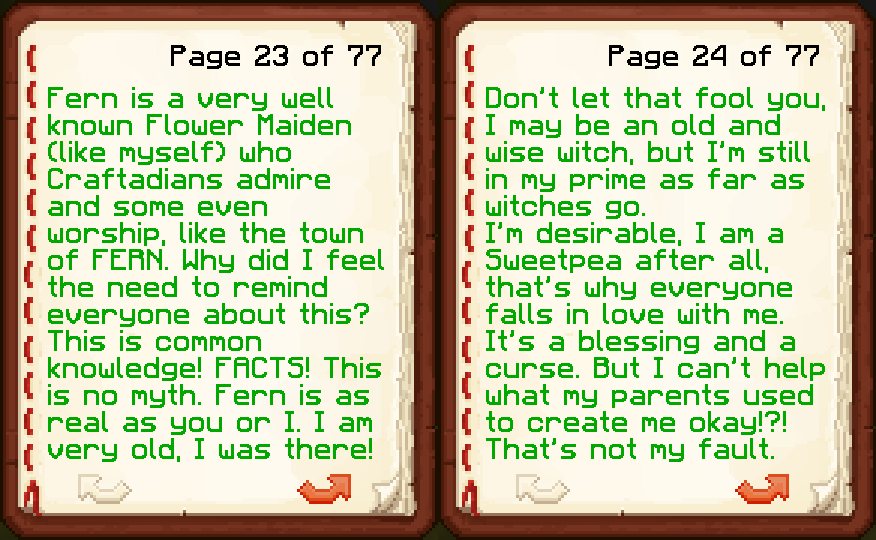 Page 23 of 77
Fern is a very well
known Flower Maiden
(like myself) who
Craftadians admire
and some even
worship, like the town
of FERN. Why did I feel
the need to remind
everyone about this?
This is common
knowledge! FACTS! This
is no myth. Fern is as
real as you or I. I am
very old, I was there!
Page 24 of 77
Don't let that fool you,
I may be an old and
wise witch, but I'm still
in my prime as far as
witches go.
I'm desirable, I am a
Sweetpea after all,
that's why everyone
falls in love with me.
It's a blessing and a
curse. But I can't help
what my parents used
to create me okay!?!
That's not my fault.